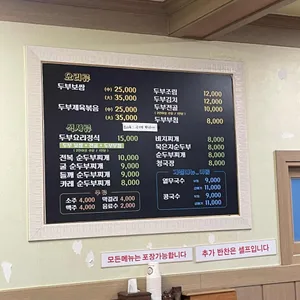 요리류
두부보쌈 (中) 25,000
(大) 35,000
두부제육볶음 (中) 25,000
(大) 35,000
두부조림 12,000
두부김치 12,000
두부전골 10,000
두부부침 8,000
식사류
두부요리정식 15,000
전복 순두부찌개 10,000
굴 순두부찌개 9,000
들깨 순두부찌개 9,000
카레 순두부찌개 8,000
비지찌개 8,000
묵은지순두부 9,000
순두부찌개 8,000
청국장 8,000
소주 4,000 막걸리 4,000
맥주 4,000 음료수 2,000
열무국수 9,000
11,000
콩국수 9,000
11,000
모든메뉴는 포장가능합니다
추가 반찬은 셀프입니다